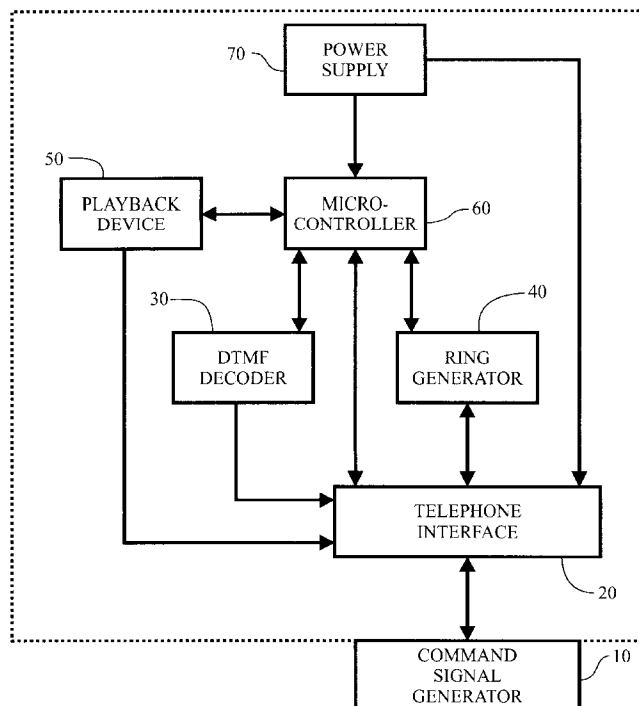 70
POWER
SUPPLY
50
PLAYBACK
DEVICE
MICRO-
CONTROLLER
60
30
DTMF
DECODER
40
RING
GENERATOR
TELEPHONE
INTERFACE
20
COMMAND
SIGNAL
GENERATOR
10